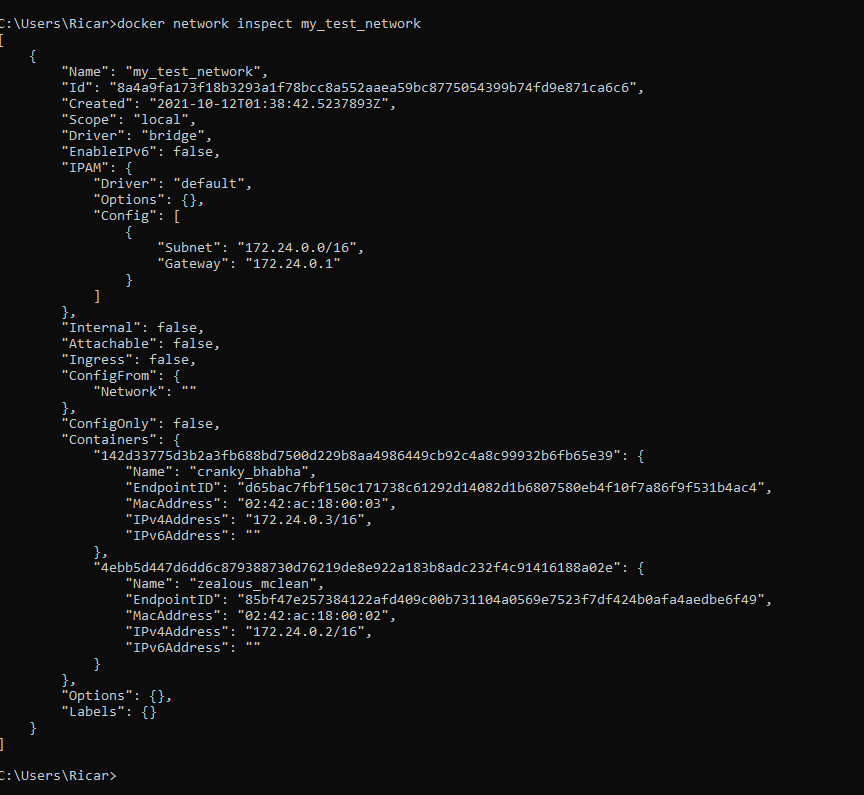 C:\Users\Ricar>docker network inspect my_test_network
[
    {
        "Name": "my_test_network",
        "Id": "8a4a9fa173f18b3293a1f78bcc8a552aaea59bc8775054399b74fd9e871ca6c6",
        "Created": "2021-10-12T01:38:42.5237893Z",
        "Scope": "local",
        "Driver": "bridge",
        "EnableIPv6": false,
        "IPAM": {
            "Driver": "default",
            "Options": {},
            "Config": [
                {
                    "Subnet": "172.24.0.0/16",
                    "Gateway": "172.24.0.1"
                }
            ]
        },
        "Internal": false,
        "Attachable": false,
        "Ingress": false,
        "ConfigFrom": {
            "Network": ""
        },
        "ConfigOnly": false,
        "Containers": {
            "142d33775d3b2a3fb688bd7500d229b8aa4986449cb92c4a8c99932b6fb65e39": {
                "Name": "cranky_bhabha",
                "EndpointID": "d65bac7fbf150c171738c61292d14082d1b6807580eb4f10f7a86f9f531b4ac4",
                "MacAddress": "02:42:ac:18:00:03",
                "IPv4Address": "172.24.0.3/16",
                "IPv6Address": ""
            },
            "4ebb5d447d6dd6c879388730d76219de8e922a183b8adc232f4c91416188a02e": {
                "Name": "zealous_mclean",
                "EndpointID": "85bf47e257384122afd409c00b731104a0569e7523f7df424b0afa4aedbe6f49",
                "MacAddress": "02:42:ac:18:00:02",
                "IPv4Address": "172.24.0.2/16",
                "IPv6Address": ""
            }
        },
        "Options": {},
        "Labels": {}
    }
]
C:\Users\Ricar>